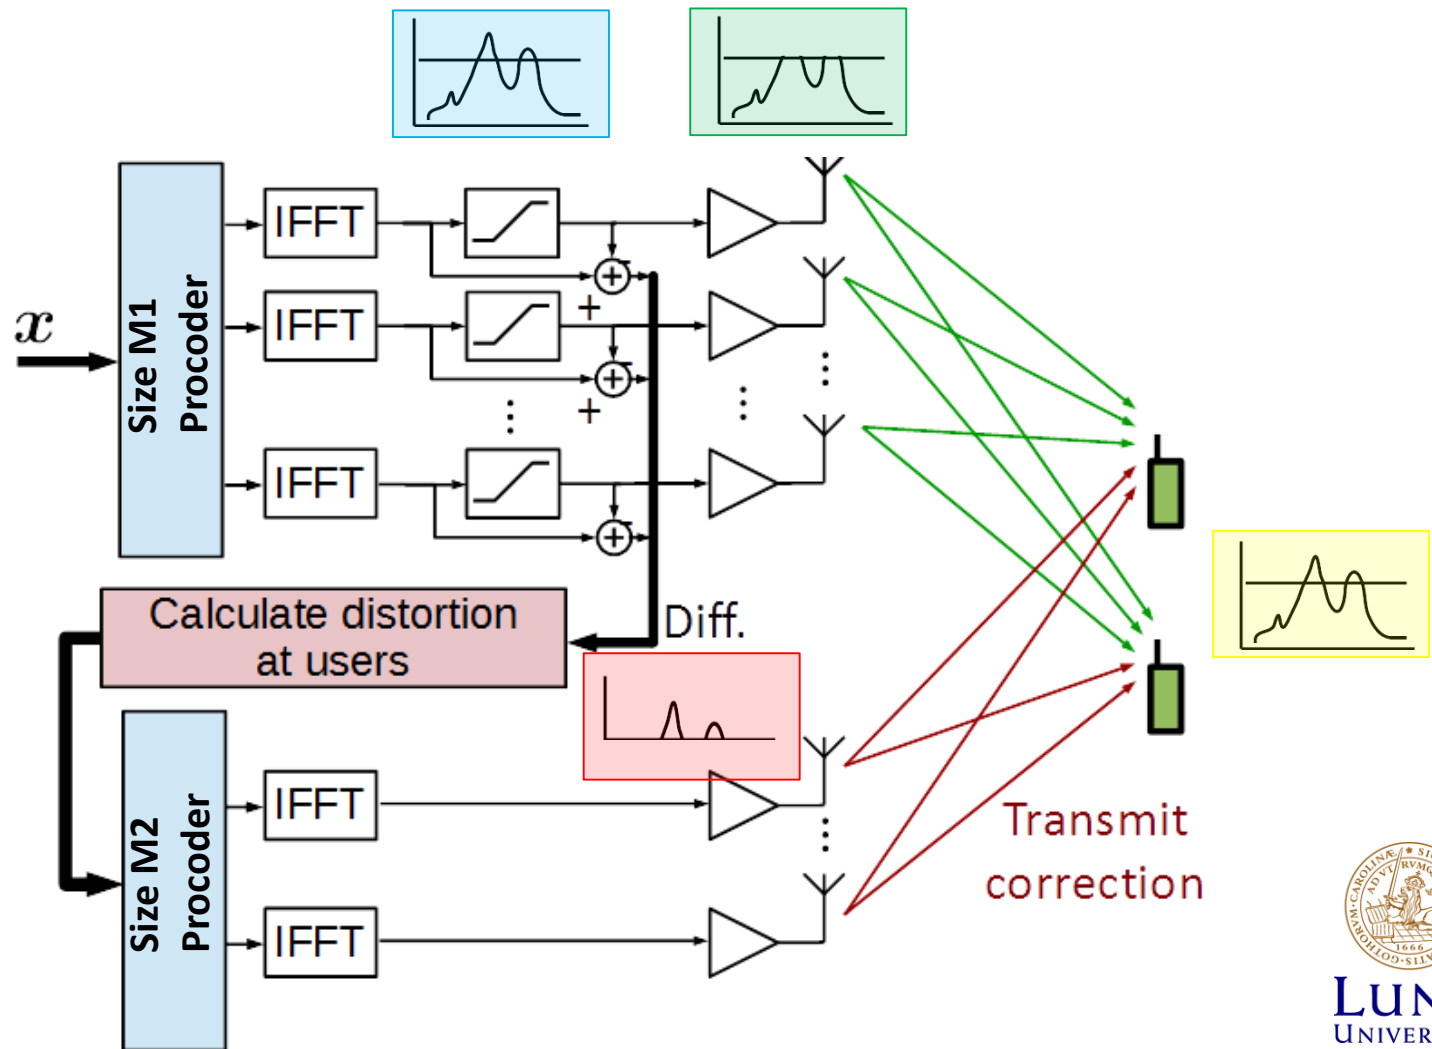 x
Size M1
Procoder
IFFT
+
-
IFFT
+
-
IFFT
-
Diff.
Calculate distortion
at users
Size M2
Procoder
IFFT
IFFT
Transmit
correction
1666
LUN
UNIVER